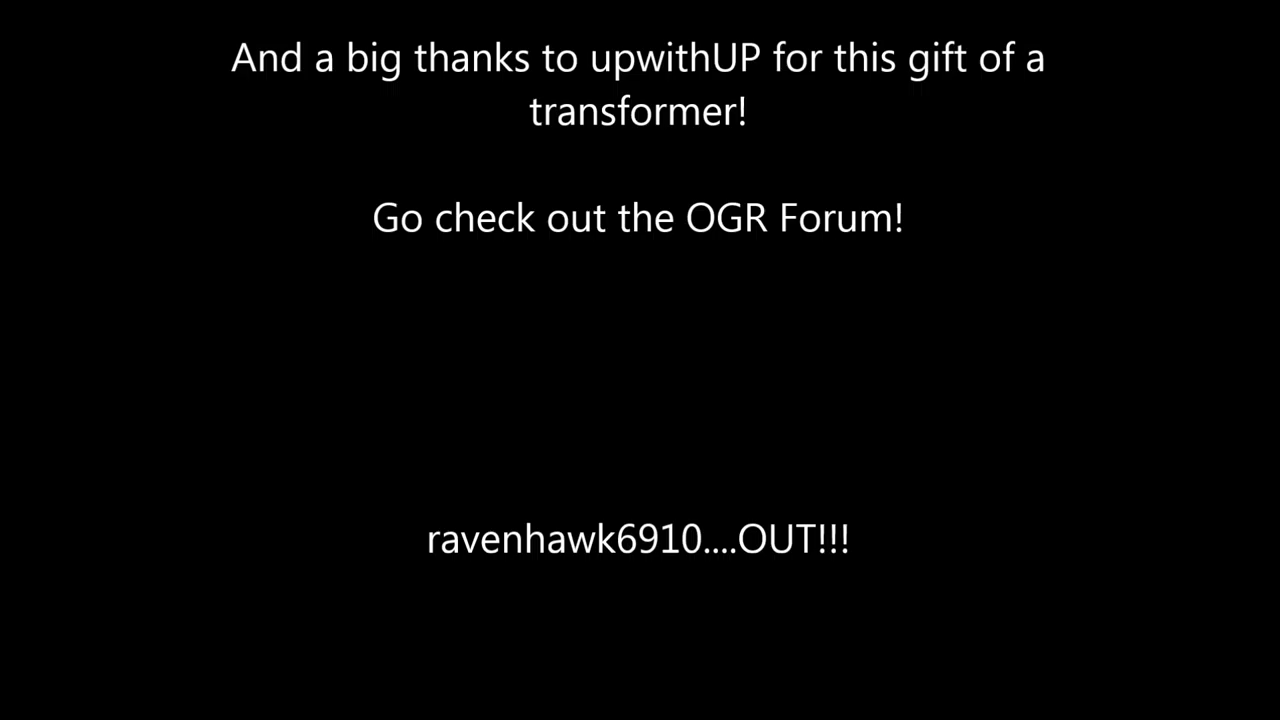 And a big thanks to upwithUP for this gift of a
transformer!
Go check out the OGR Forum!
ravenhawk6910....OUT!!!